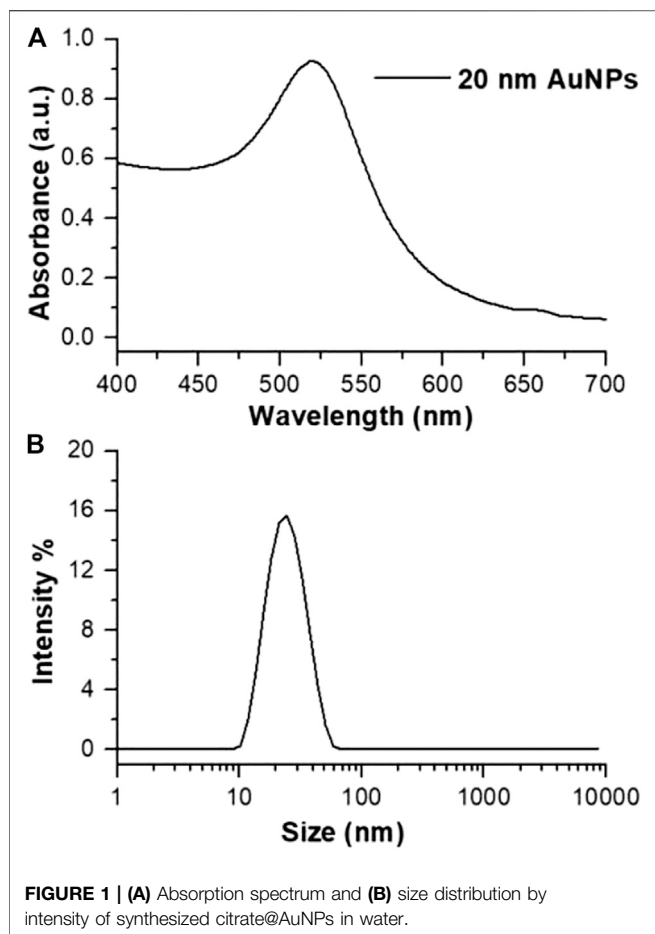 A
1.0
0.8
0.6
0.4
0.2
0.0
Absorbance (a.u.)
20 nm AuNPs
400 450 500 550 600 650 700
Wavelength (nm)
B
20
16
12
8
4
0
Intensity %
1 10 100 1000 10000
Size (nm)
FIGURE 1 | (A) Absorption spectrum and (B) size distribution by
intensity of synthesized citrate@AuNPs in water.